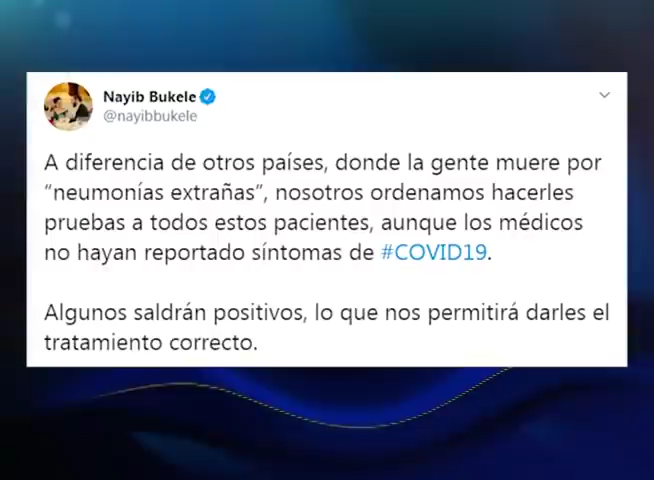 Nayib Bukele
@nayibbukele
A diferencia de otros países, donde la gente muere por
“neumonías extrañas”, nosotros ordenamos hacerles
pruebas a todos estos pacientes, aunque los médicos
no hayan reportado síntomas de #COVID19.
Algunos saldrán positivos, lo que nos permitirá darles el
tratamiento correcto.